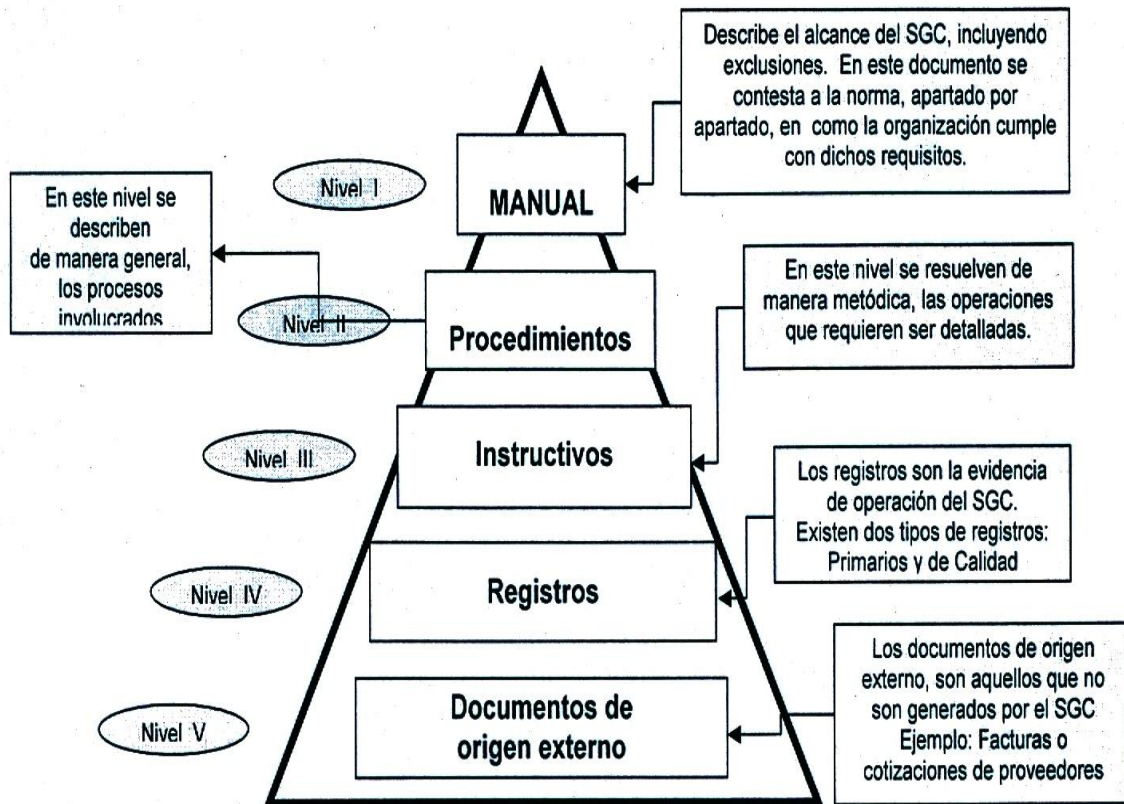 Describe el alcance del SGC, incluyendo
exclusiones. En este documento se
contesta a la norma, apartado por
apartado, en como la organización cumple
con dichos requisitos.
Nivel I
MANUAL
En este nivel se
describen
de manera general,
los procesos
involucrados
Nivel II
Procedimientos
En este nivel se resuelven de
manera metódica, las operaciones
que requieren ser detalladas.
Nivel III
Instructivos
Los registros son la evidencia
de operación del SGC.
Existen dos tipos de registros:
Primarios y de Calidad
Nivel IV
Registros
Los documentos de origen
externo, son aquellos que no
son generados por el SGC
Ejemplo: Facturas o
cotizaciones de proveedores
Nivel V
Documentos de
origen externo